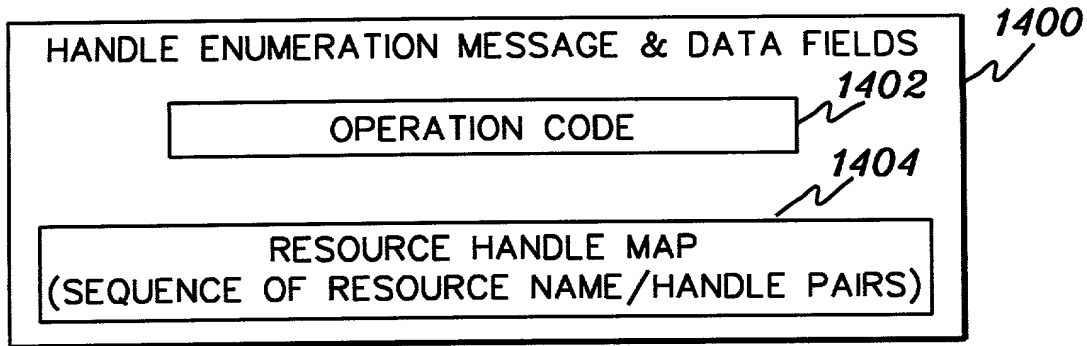 1400
HANDLE ENUMERATION MESSAGE & DATA FIELDS
1402
OPERATION CODE
1404
RESOURCE HANDLE MAP
(SEQUENCE OF RESOURCE NAME/HANDLE PAIRS)